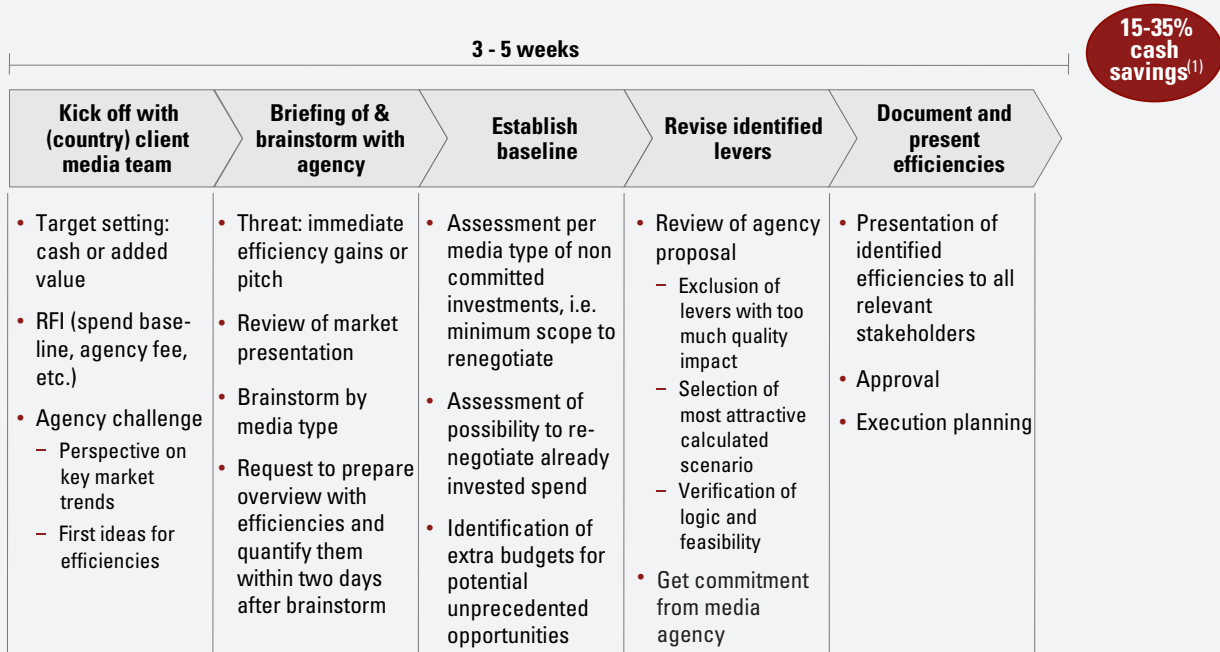 3 - 5 weeks
15-35%
cash
savings(1)
Kick off with
(country) client
media team
Briefing of &
brainstorm with
agency
Establish
baseline
Revise identified
levers
Document and
present
efficiencies
• Target setting:
cash or added
value
• RFI (spend base-
line, agency fee,
etc.)
• Agency challenge
– Perspective on
key market
trends
– First ideas for
efficiencies
• Threat: immediate
efficiency gains or
pitch
• Review of market
presentation
• Brainstorm by
media type
• Request to prepare
overview with
efficiencies and
quantify them
within two days
after brainstorm
• Assessment per
media type of non
committed
investments, i.e.
minimum scope to
renegotiate
• Assessment of
possibility to re-
negotiate already
invested spend
• Identification of
extra budgets for
potential
unprecedented
opportunities
• Review of agency
proposal
– Exclusion of
levers with too
much quality
impact
– Selection of
most attractive
calculated
scenario
– Verification of
logic and
feasibility
• Get commitment
from media
agency
• Presentation of
identified
efficiencies to all
relevant
stakeholders
• Approval
• Execution planning